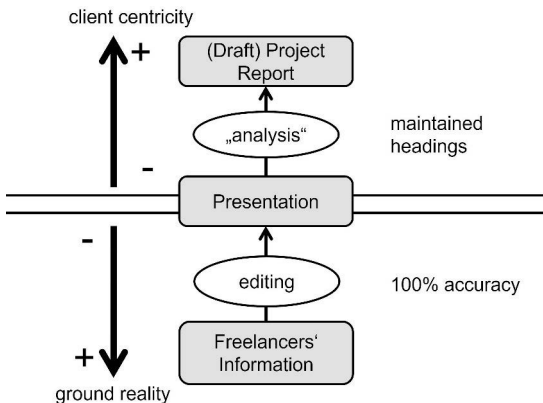 client centricity
+
(Draft) Project
Report
„analysis“
maintained
headings
-
Presentation
-
editing
100% accuracy
Freelancers‘
Information
+
ground reality